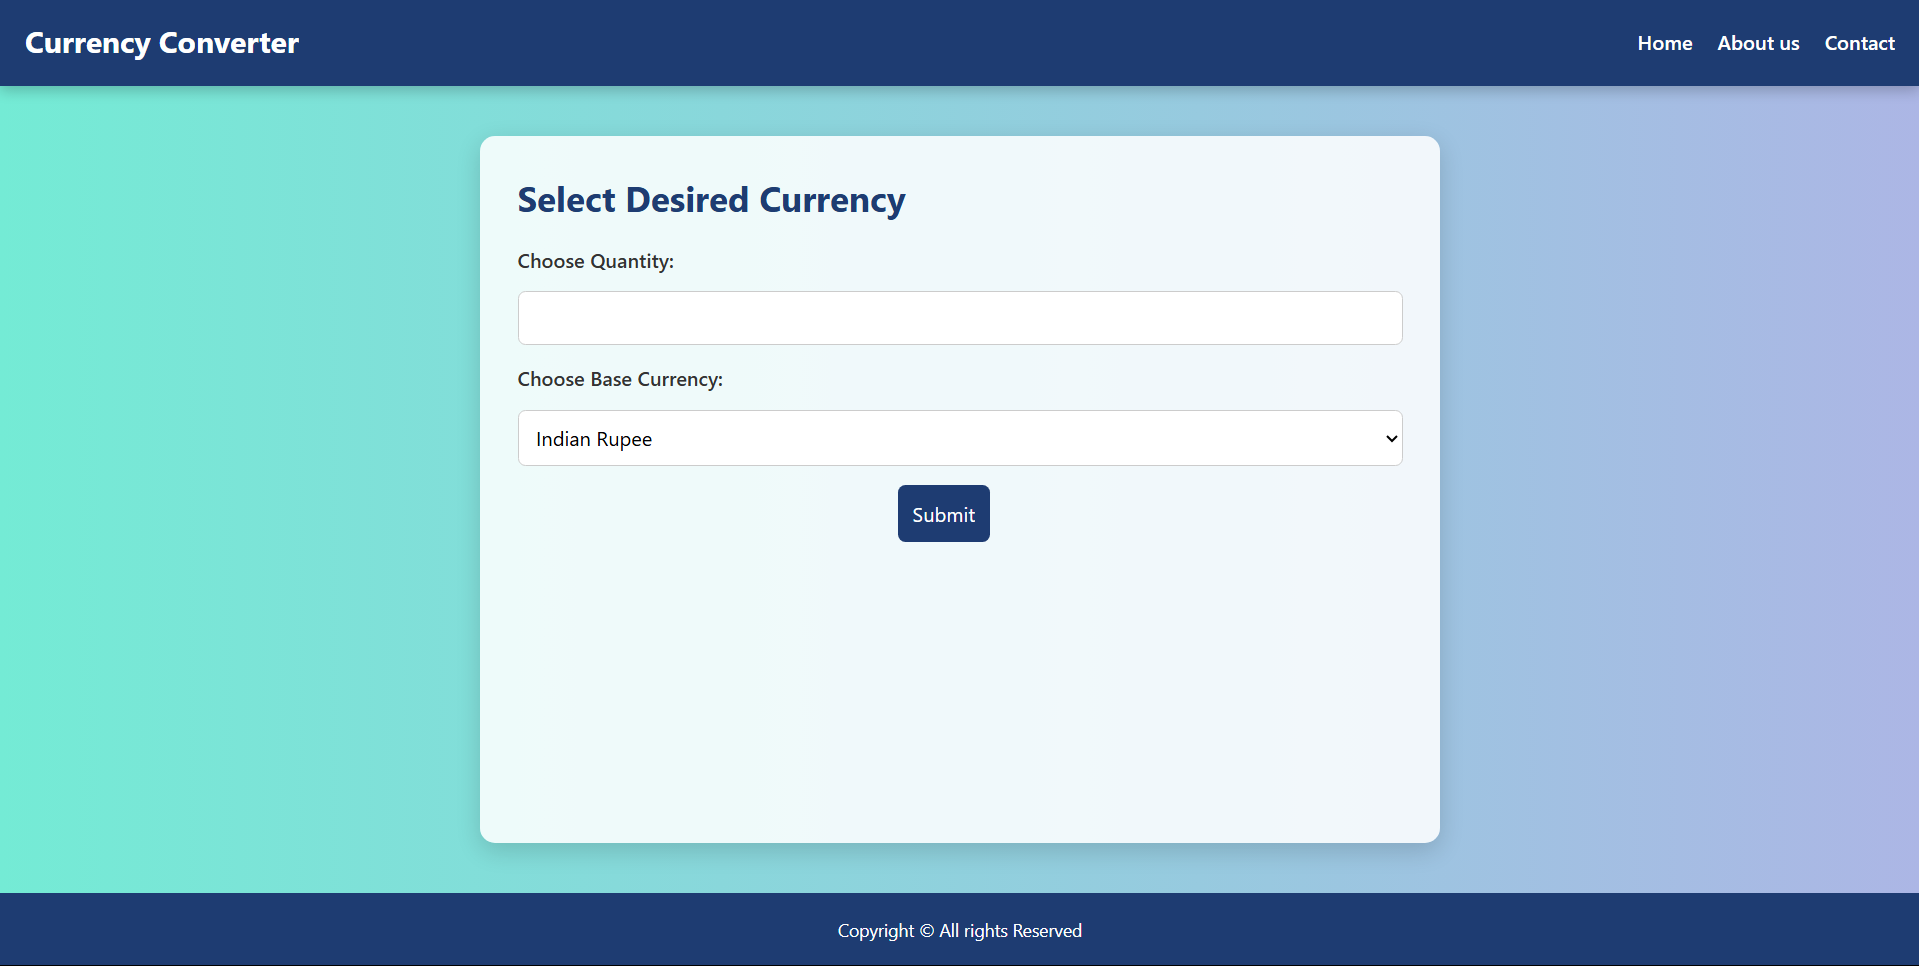 Currency Converter
Home About us Contact
Select Desired Currency
Choose Quantity:
Choose Base Currency:
Indian Rupee
Submit
Copyright © All rights Reserved